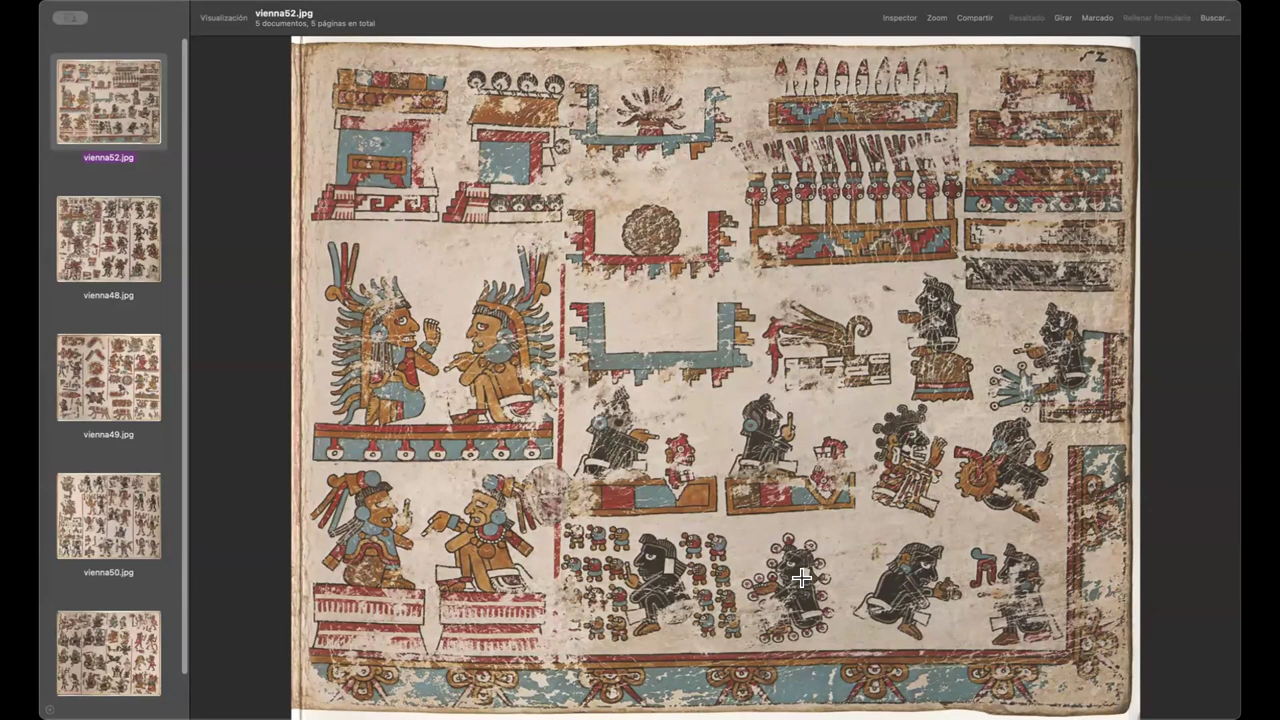 Visualización
vienna52.jpg
5 documentos, 5 páginas en total
Inspector
Zoom
Compartir
Resaltado
Girar
Marcado
Rellenar formulario
Buscar...
vienna52.jpg
vienna48.jpg
vienna49.jpg
vienna50.jpg
52